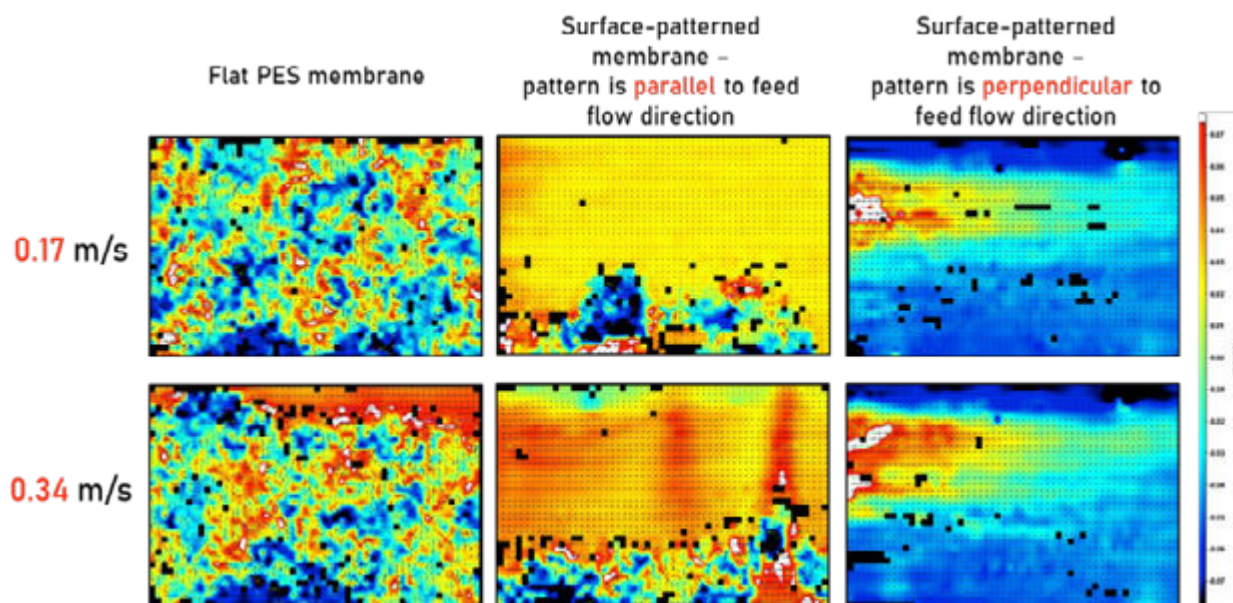 Flat PES membrane
Surface-patterned
membrane –
pattern is parallel to feed
flow direction
Surface-patterned
membrane –
pattern is perpendicular to
feed flow direction
0.17 m/s
0.34 m/s